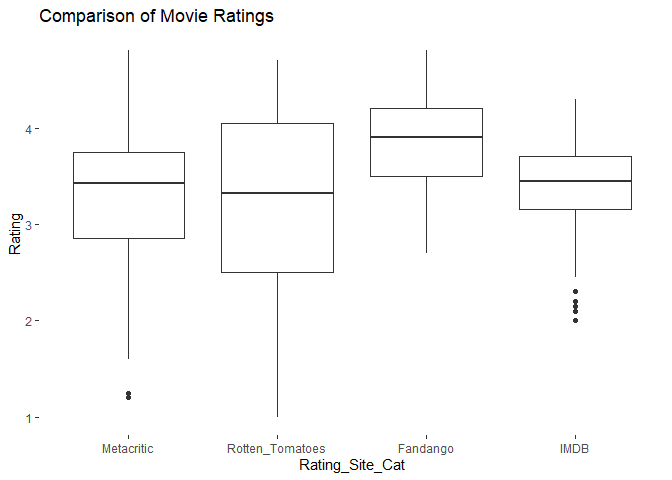 Comparison of Movie Ratings
Rating
4
3
2
1
Metacritic Rotten_Tomatoes Fandango IMDB
Rating_Site_Cat